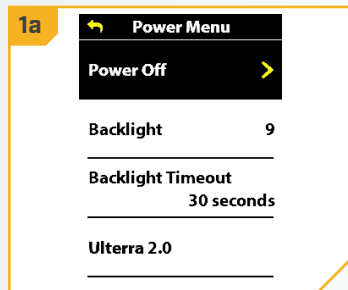 1a
Power Menu
Power Off
Backlight 9
Backlight Timeout
30 seconds
Ulterra 2.0